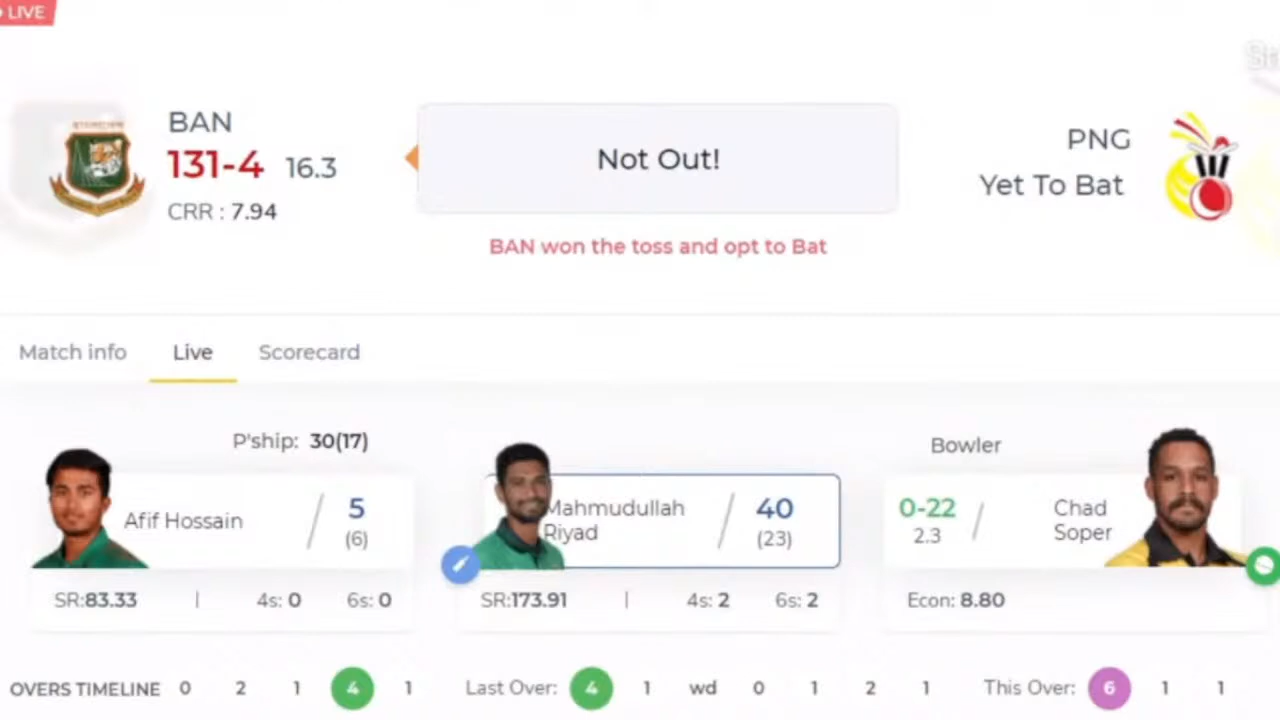 LIVE
BAN
131-4 16.3
CRR : 7.94
Not Out!
BAN won the toss and opt to Bat
PNG
Yet To Bat
Match info Live Scorecard
P'ship: 30(17)
Afif Hossain 5
(6)
SR:83.33 | 4s: 0 6s: 0
Mahmudullah
Riyad
40
(23)
SR:173.91 | 4s: 2 6s: 2
Bowler
0-22
2.3
Chad
Soper
Econ: 8.80
OVERS TIMELINE 0 2 1 4 1 Last Over: 4 1 wd 0 1 2 1 This Over: 6 1 1